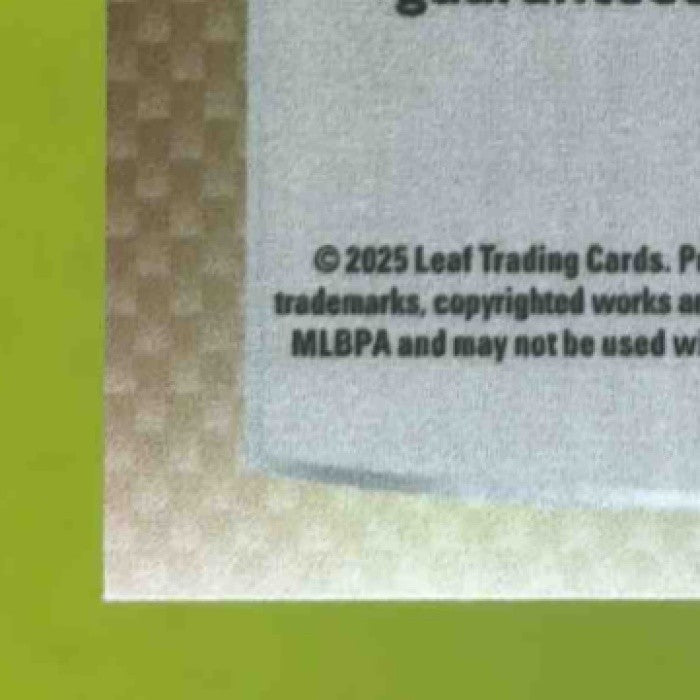 © 2025 Leaf Trading Cards.
trademarks, copyrighted works
MLBPA and may not be used